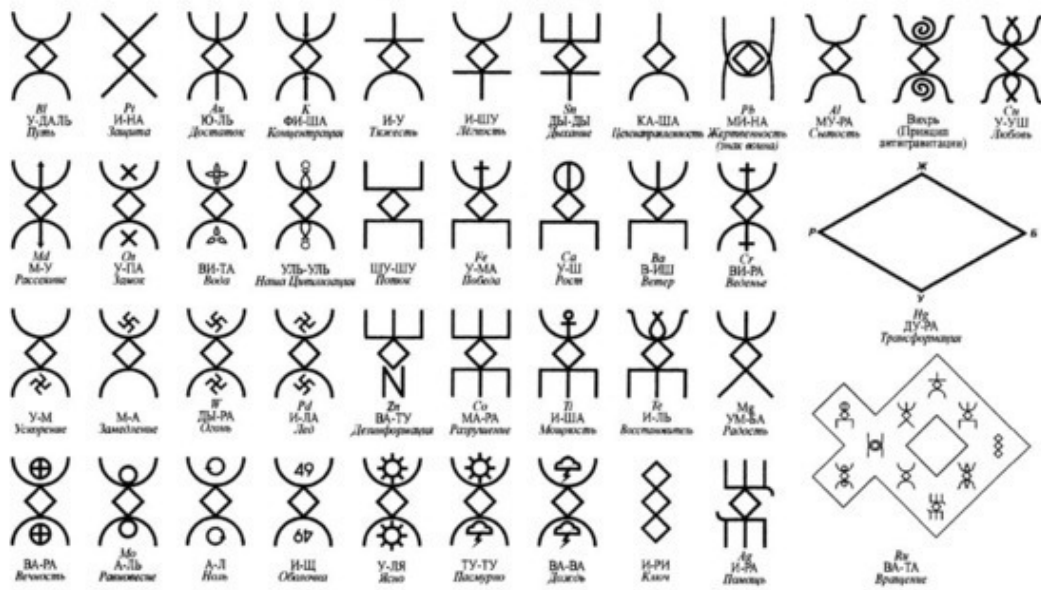 Bl Pt Au K Sn Pb Al Cu
У-ДАЛЬ И-НА Ю-ЛЬ ФИ-ША И-У И-ШУ ДЫ-ДЫ КА-ША МИ-НА МУ-РА Вихрь У-УШ
Путь Защита Достаток Концентрация Тяжесть Лёгкость Дыхание Целенаправленность Жертвенность Сытость (Принцип Любовь
(знак воина) антигравитации)
Ж
Р Б
У
Md On Fe Ca Ba Cr
М-У У-ПА ВИ-ТА УЛЬ-УЛЬ ШУ-ШУ У-МА У-Ш В-ИШ ВИ-РА
Рассеяние Замок Вода Наша Цивилизация Поток Победа Рост Ветер Веденье
Hg
ДУ-РА
Трансформация
W Pd Zn Co Ti Te Mg
У-М М-А ДЫ-РА И-ЛА ВА-ТУ МА-РА И-ША И-ЛЬ УМ-БА
Ускорение Замедление Огонь Лед Дезинформация Разрушение Мощность Восстановитель Радость
49
49
Mo Ag Ru
ВА-РА А-ЛЬ А-Л И-Щ У-ЛЯ ТУ-ТУ ВА-ВА И-РИ И-РА ВА-ТА
Вечность Равновесие Ноль Оболочка Ясно Пасмурно Дождь Ключ Помощь Вращение